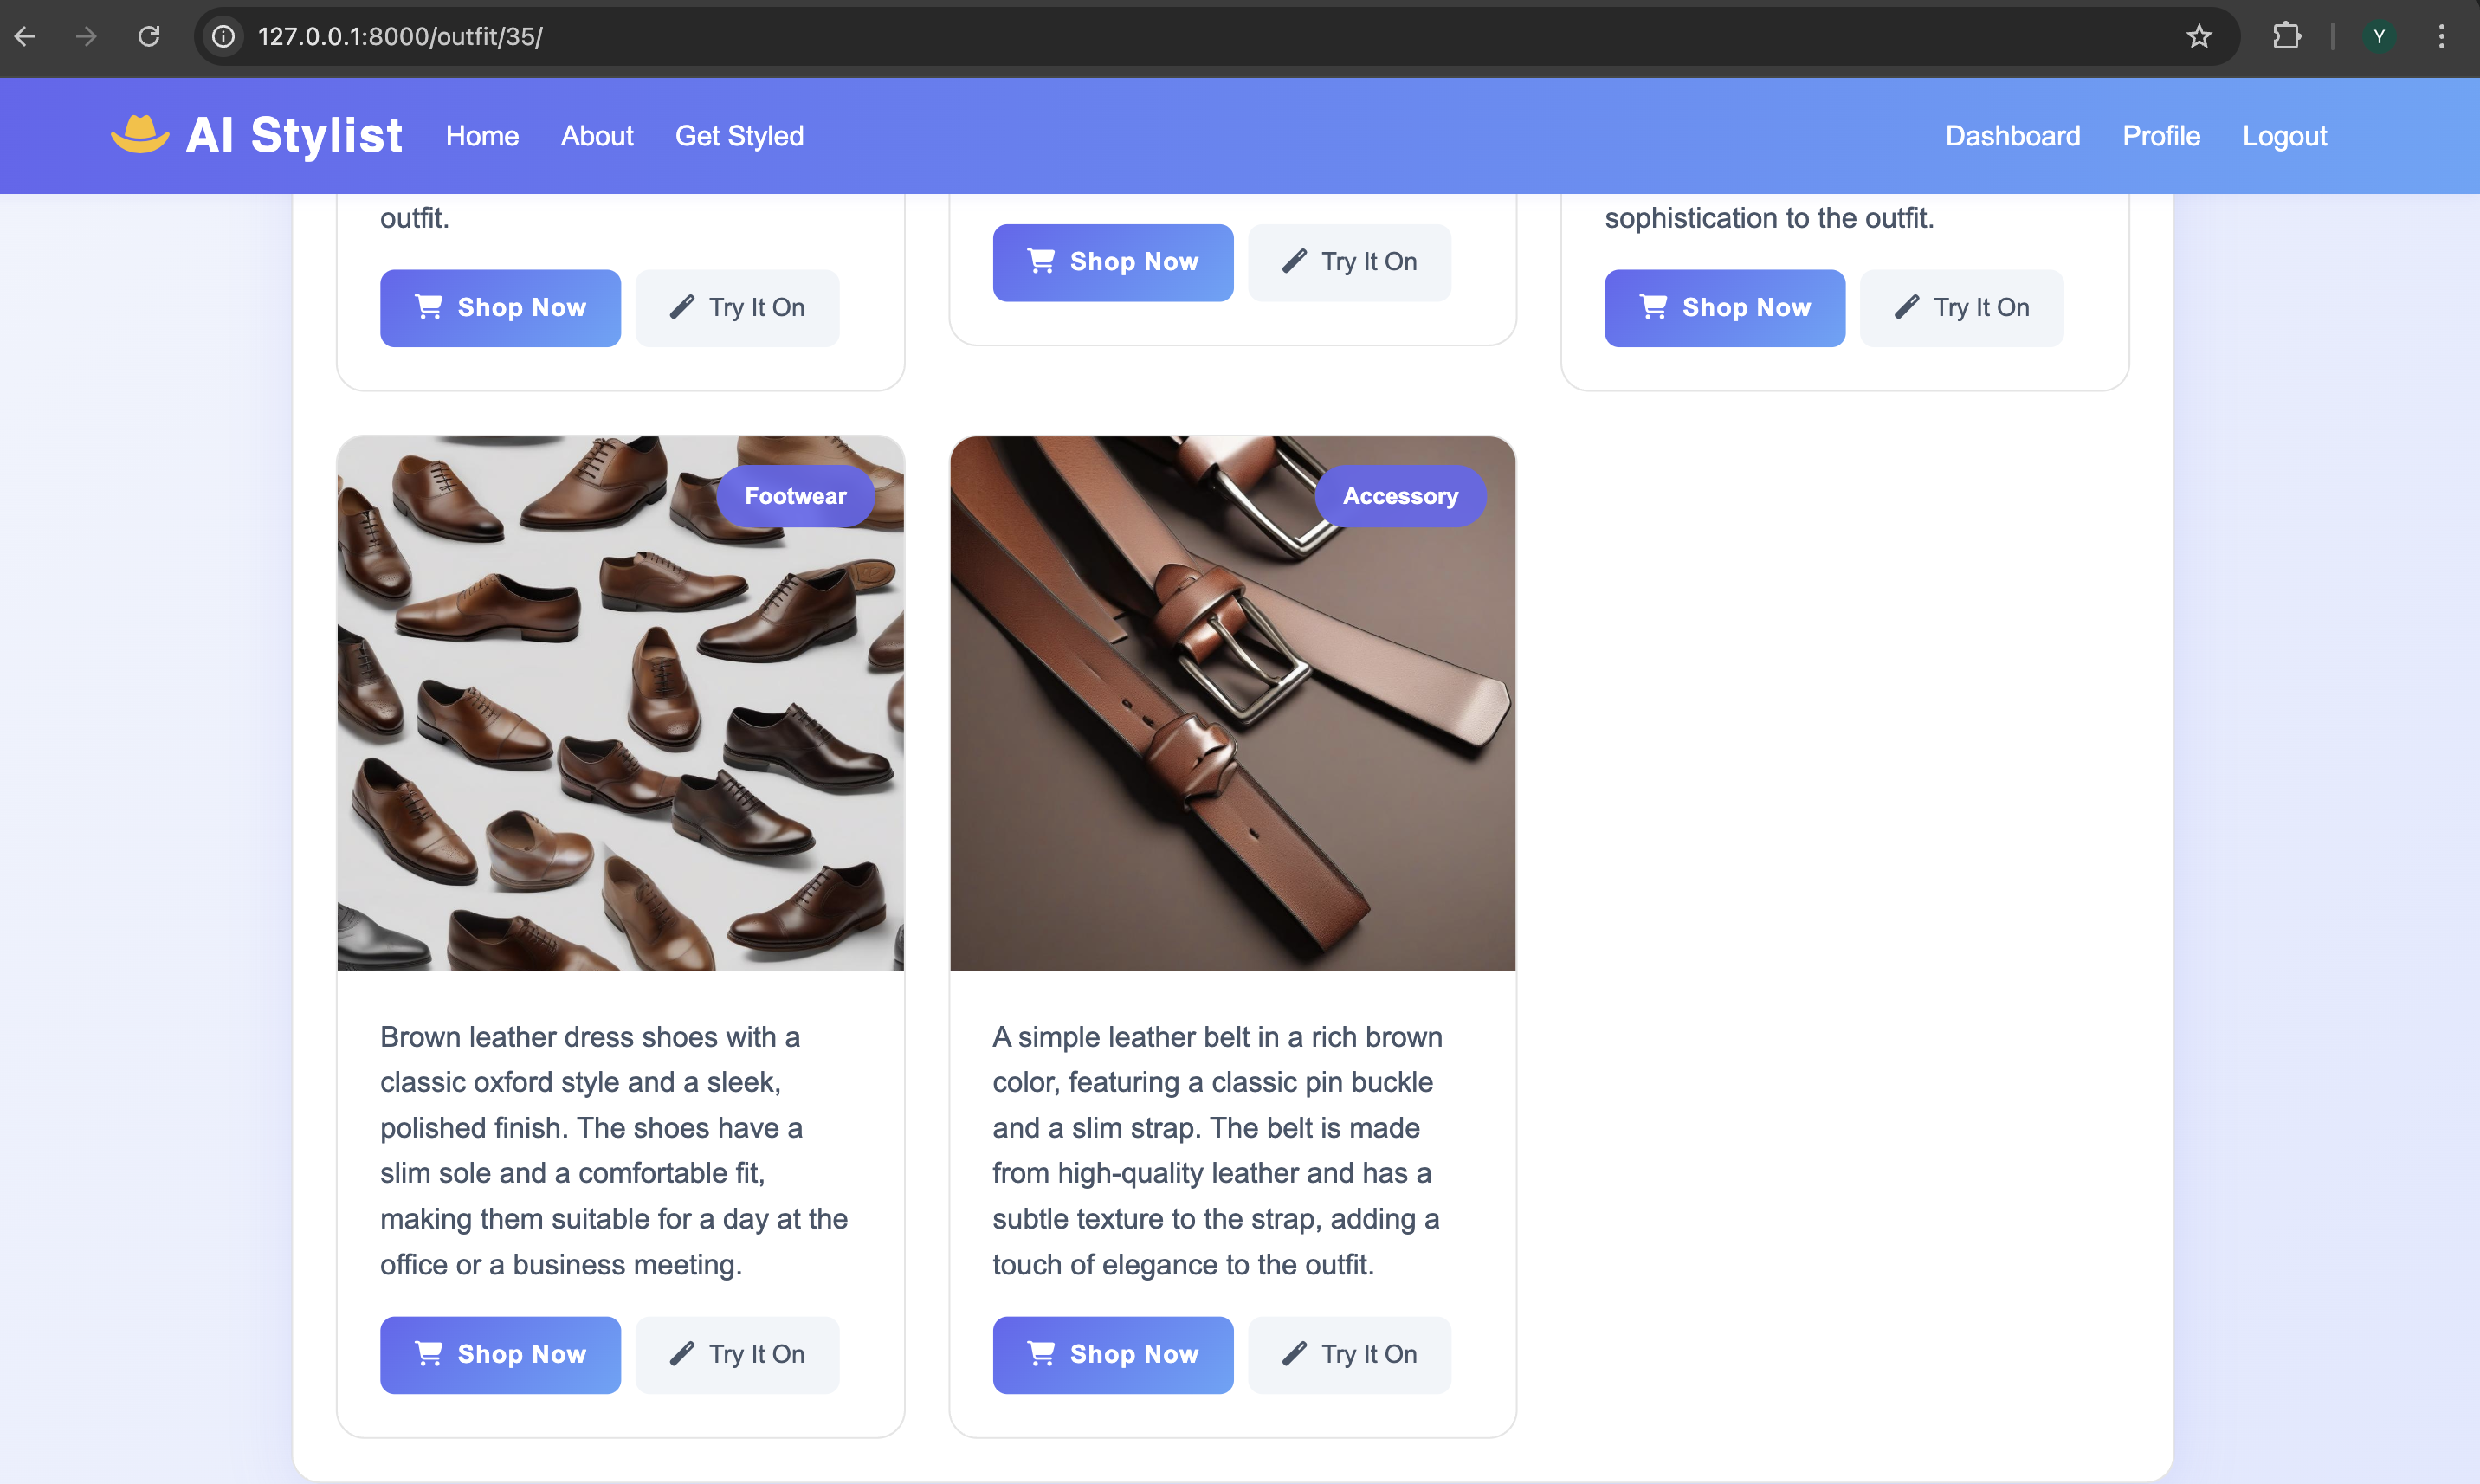 127.0.0.1:8000/outfit/35/
Y
AI Stylist
Home
About
Get Styled
Dashboard
Profile
Logout
outfit.
Shop Now
Try It On
Shop Now
Try It On
sophistication to the outfit.
Shop Now
Try It On
Footwear
Brown leather dress shoes with a
classic oxford style and a sleek,
polished finish. The shoes have a
slim sole and a comfortable fit,
making them suitable for a day at the
office or a business meeting.
Shop Now
Try It On
Accessory
A simple leather belt in a rich brown
color, featuring a classic pin buckle
and a slim strap. The belt is made
from high-quality leather and has a
subtle texture to the strap, adding a
touch of elegance to the outfit.
Shop Now
Try It On